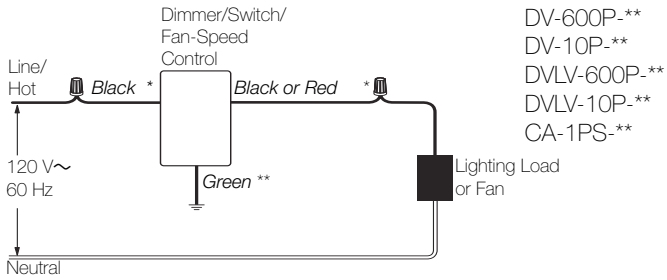 Dimmer/Switch/
Fan-Speed
Control
DV-600P-**
DV-10P-**
DVLV-600P-**
DVLV-10P-**
CA-1PS-**
Line/
Hot
Black *
Black or Red *
120 V~
60 Hz
Green **
Lighting Load
or Fan
Neutral